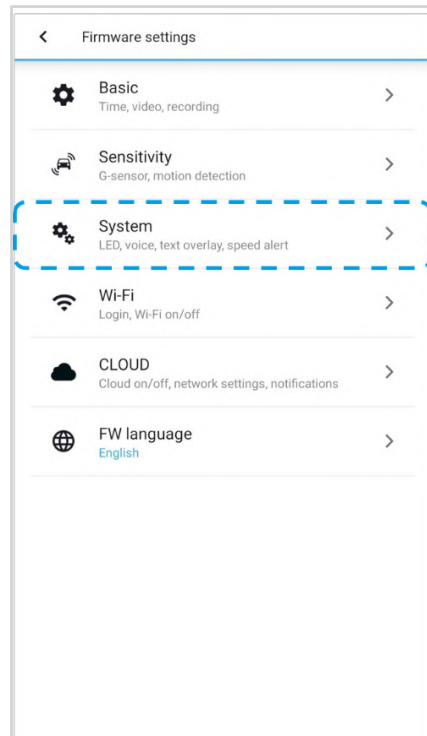 Firmware settings
Basic
Time, video, recording
Sensitivity
G-sensor, motion detection
System
LED, voice, text overlay, speed alert
Wi-Fi
Login, Wi-Fi on/off
CLOUD
Cloud on/off, network settings, notifications
FW language
English